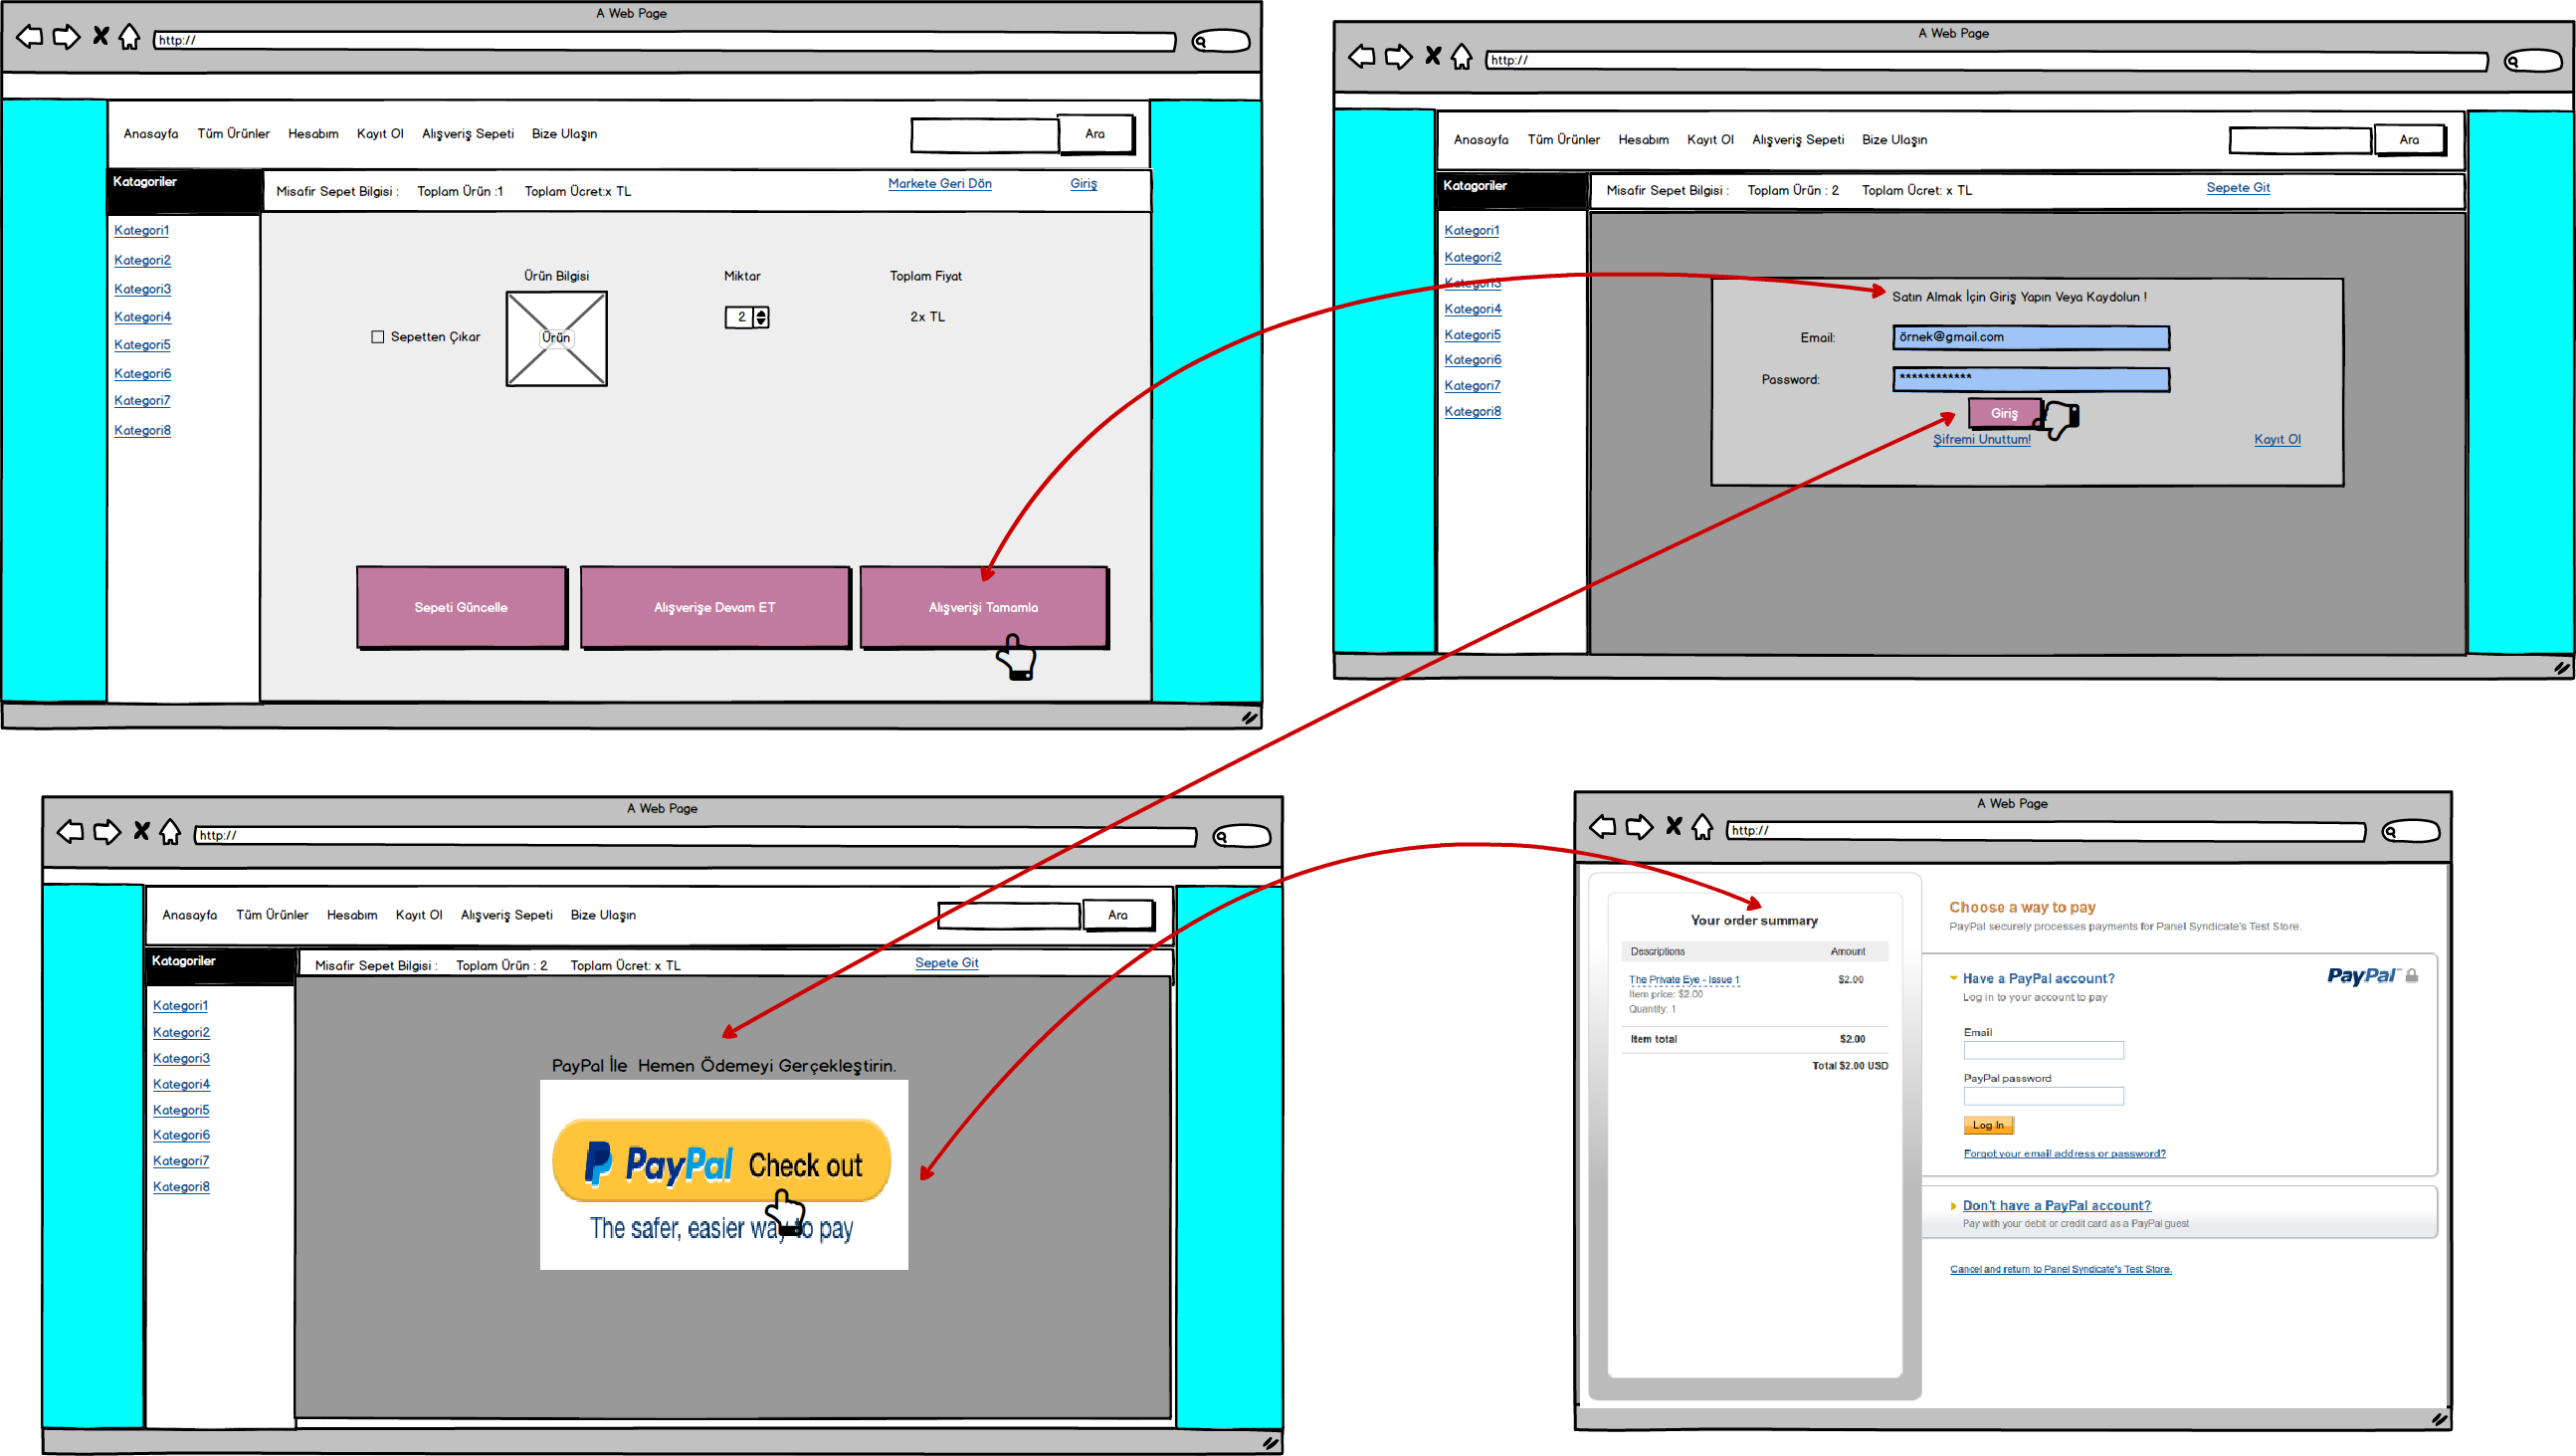 A Web Page
http://
Anasayfa Tüm Ürünler Hesabım Kayıt Ol Alışveriş Sepeti Bize Ulaşın Ara
Katagoriler
Misafir Sepet Bilgisi : Toplam Ürün :1 Toplam Ücret:x TL Markete Geri Dön Giriş
Kategori1
Kategori2
Kategori3
Kategori4
Kategori5
Kategori6
Kategori7
Kategori8
Ürün Bilgisi Miktar Toplam Fiyat
Sepetten Çıkar Ürün 2 2x TL
Sepeti Güncelle Alışverişe Devam ET Alışverişi Tamamla
A Web Page
http://
Anasayfa Tüm Ürünler Hesabım Kayıt Ol Alışveriş Sepeti Bize Ulaşın Ara
Katagoriler
Misafir Sepet Bilgisi : Toplam Ürün : 2 Toplam Ücret: x TL Sepete Git
Kategori1
Kategori2
Kategori3
Kategori4
Kategori5
Kategori6
Kategori7
Kategori8
Satın Almak İçin Giriş Yapın Veya Kaydolun !
Email: örnek@gmail.com
Password: ************
Giriş
Şifremi Unuttum! Kayıt Ol
A Web Page
http://
Anasayfa Tüm Ürünler Hesabım Kayıt Ol Alışveriş Sepeti Bize Ulaşın Ara
Katagoriler
Misafir Sepet Bilgisi : Toplam Ürün : 2 Toplam Ücret: x TL Sepete Git
Kategori1
Kategori2
Kategori3
Kategori4
Kategori5
Kategori6
Kategori7
Kategori8
PayPal İle Hemen Ödemeyi Gerçekleştirin.
PayPal Check out
The safer, easier way to pay
A Web Page
http://
Your order summary
Descriptions Amount
The Private Eye - Issue 1 $2.00
Item price: $2.00
Quantity: 1
Item total $2.00
Total $2.00 USD
Choose a way to pay
PayPal securely processes payments for Panel Syndicate's Test Store.
Have a PayPal account? PayPal™
Log in to your account to pay
Email
PayPal password
Log In
Forgot your email address or password?
Don't have a PayPal account?
Pay with your debit or credit card as a PayPal guest
Cancel and return to Panel Syndicate's Test Store.